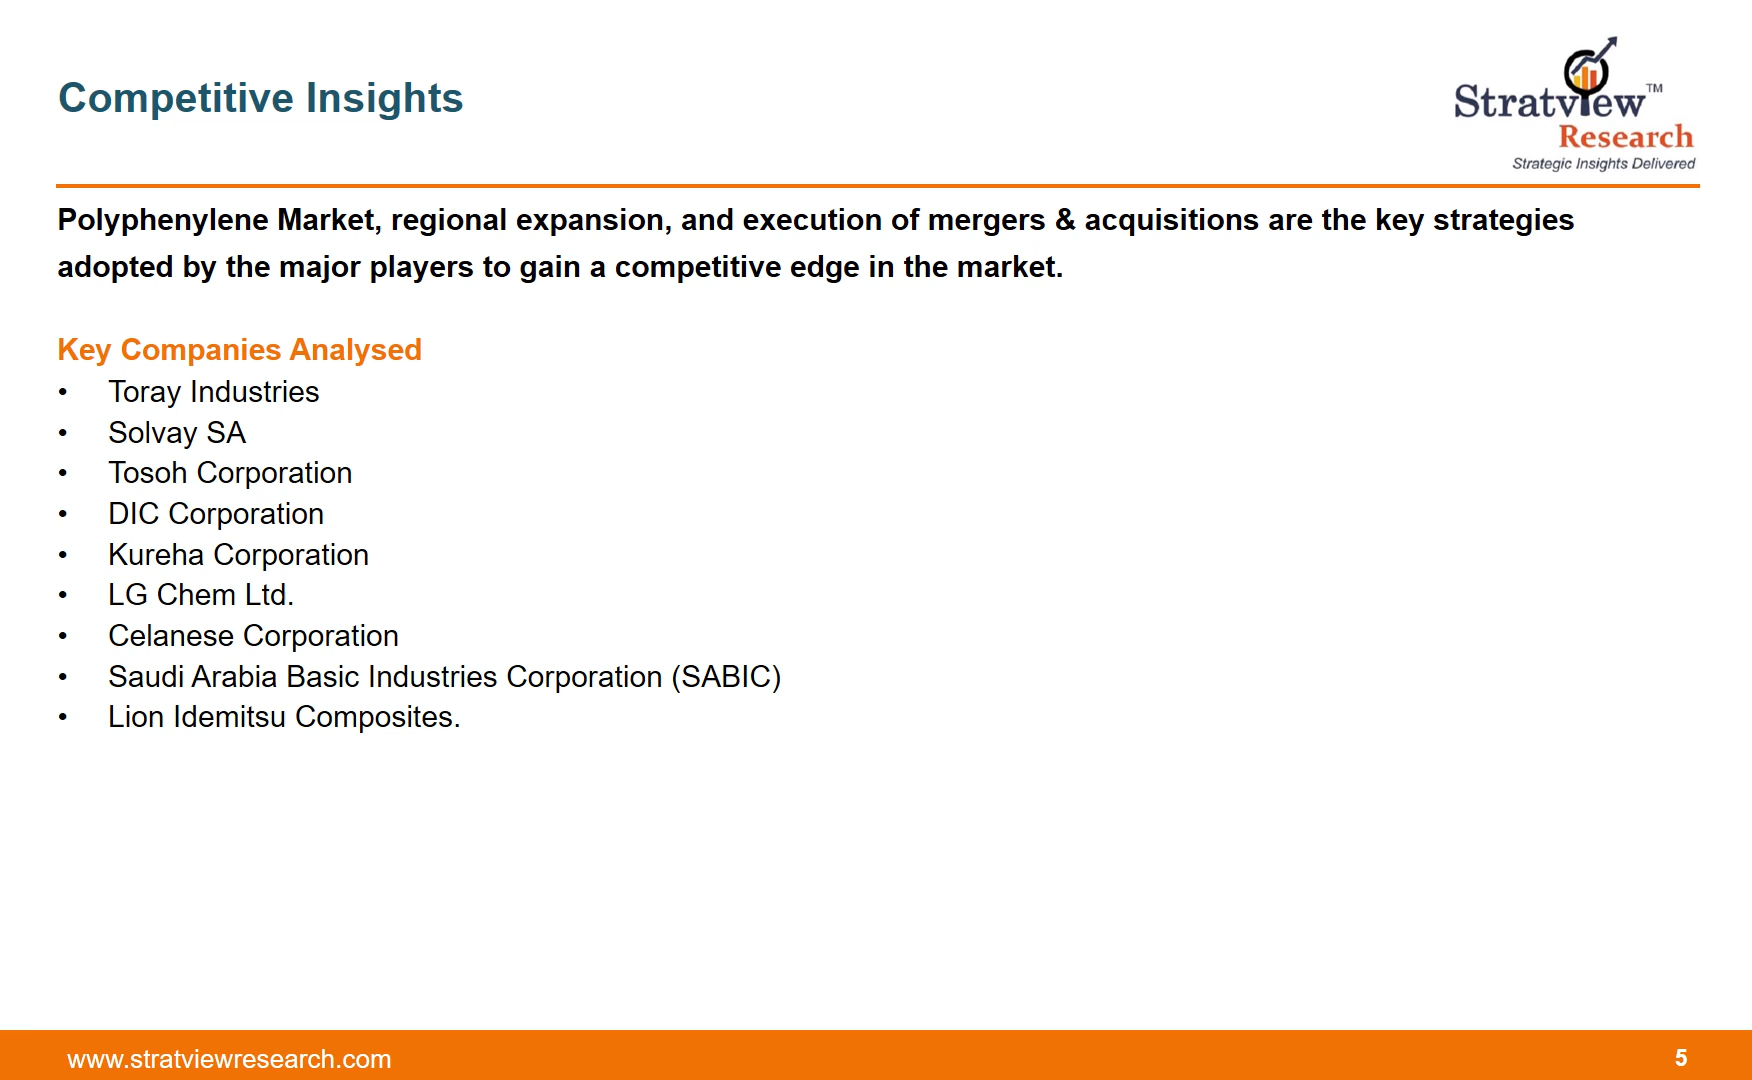 Competitive Insights
Stratview™
Research
Strategic Insights Delivered
Polyphenylene Market, regional expansion, and execution of mergers & acquisitions are the key strategies
adopted by the major players to gain a competitive edge in the market.
Key Companies Analysed
• Toray Industries
• Solvay SA
• Tosoh Corporation
• DIC Corporation
• Kureha Corporation
• LG Chem Ltd.
• Celanese Corporation
• Saudi Arabia Basic Industries Corporation (SABIC)
• Lion Idemitsu Composites.
www.stratviewresearch.com
5